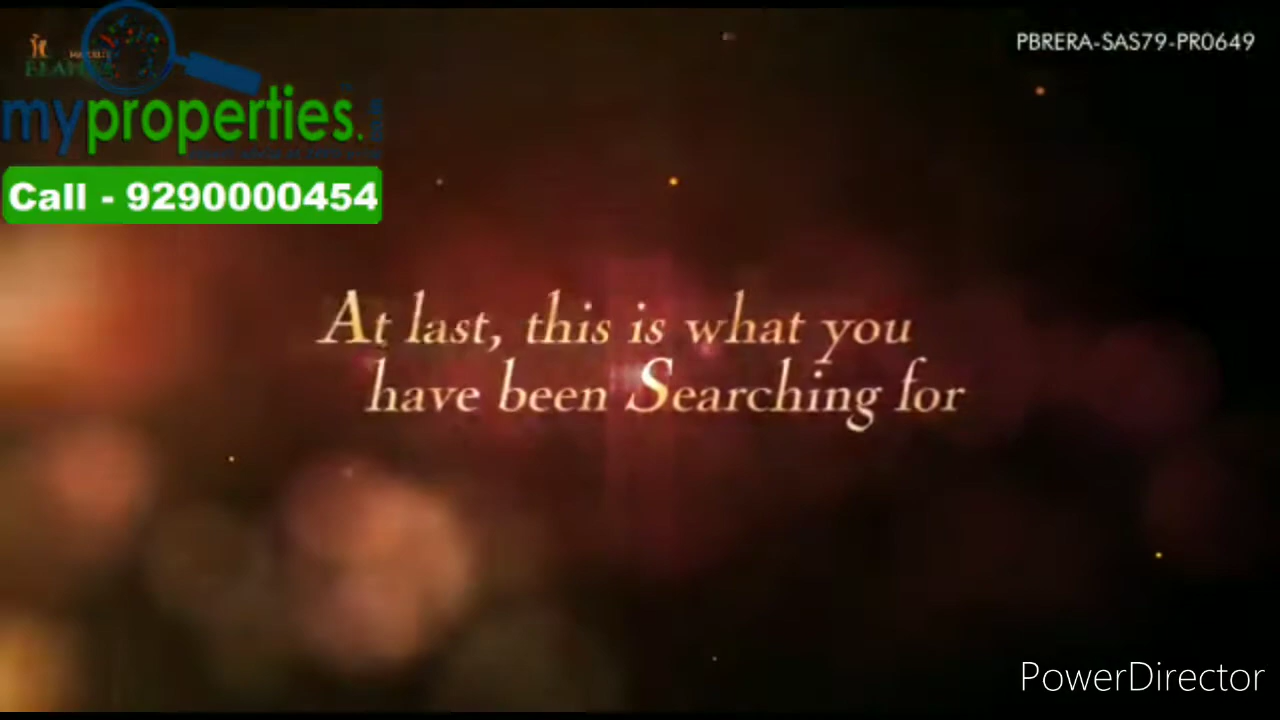 PBRERA-SAS79-PR0649
myproperties.
Call - 9290000454
At last, this is what you
have been Searching for
PowerDirector